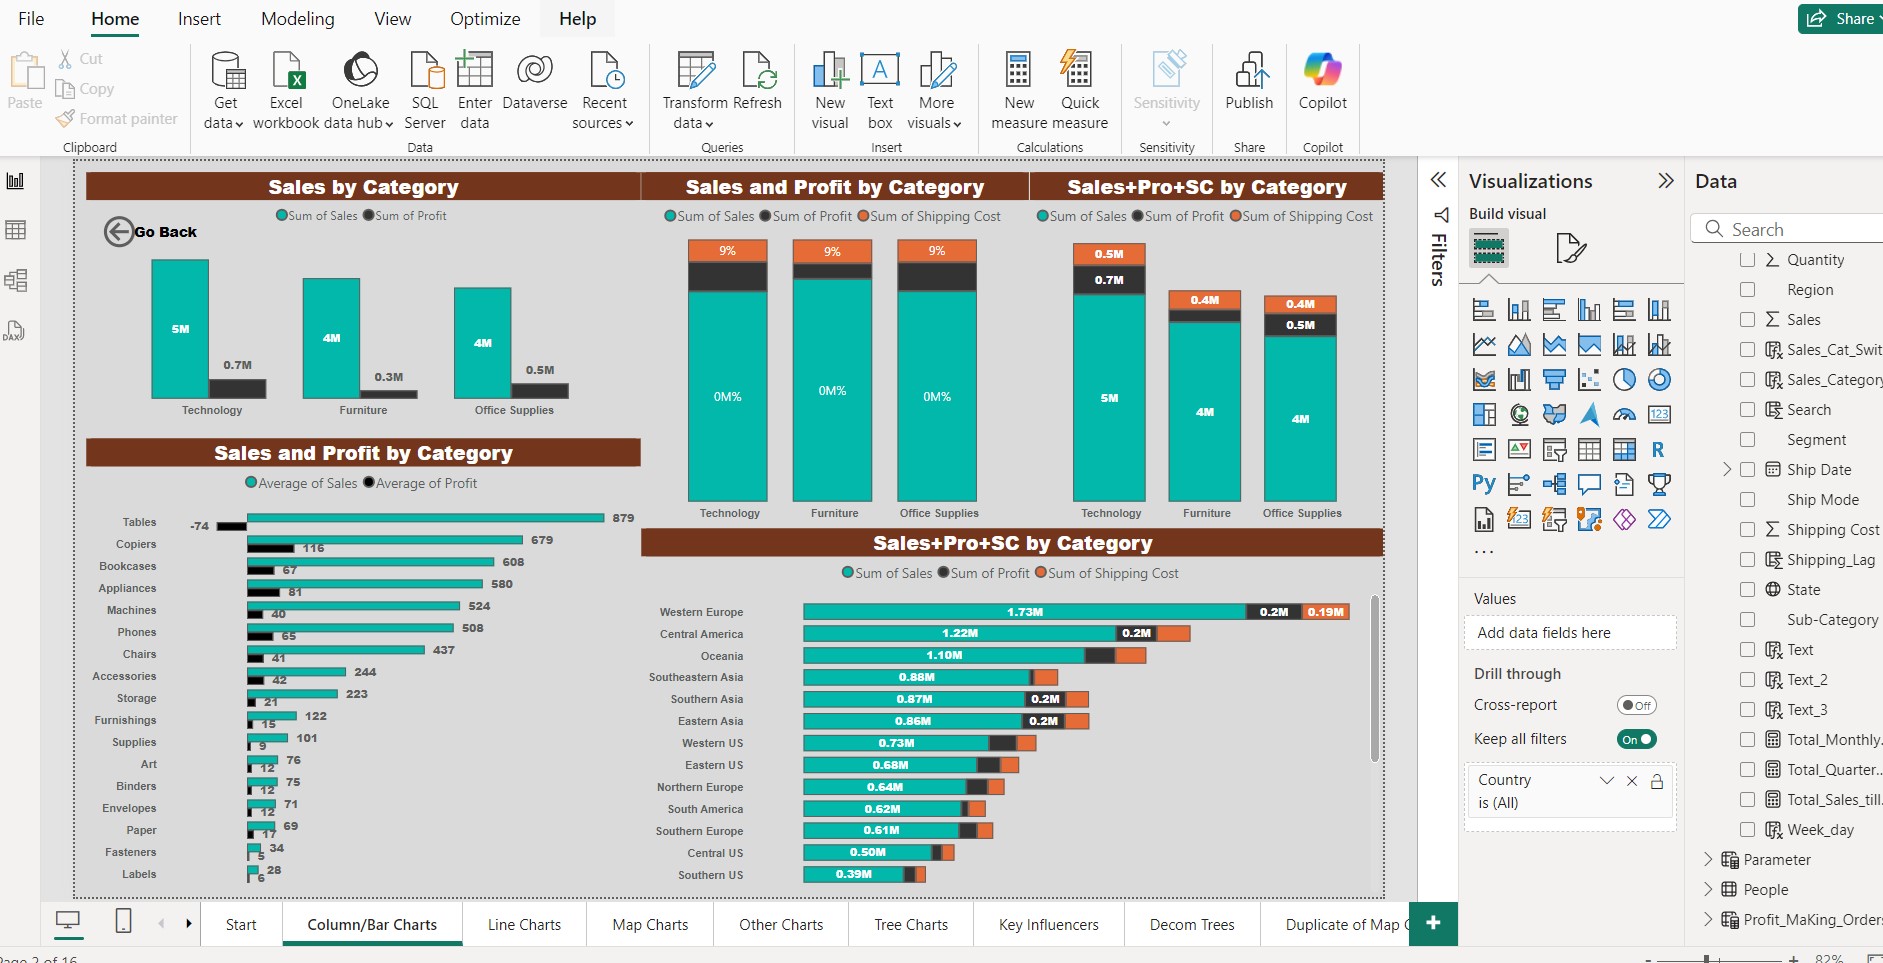 File Home Insert Modeling View Optimize Help
Share
Paste
Cut
Copy
Format painter
Clipboard
Get data
Excel workbook
OneLake data hub
SQL Server
Enter data
Dataverse
Recent sources
Data
Transform data
Refresh
Queries
New visual
Text box
More visuals
Insert
New measure
Quick measure
Calculations
Sensitivity
Sensitivity
Publish
Share
Copilot
Copilot
Sales by Category
Sum of Sales Sum of Profit
Go Back
5M 0.7M
4M 0.3M
4M 0.5M
Technology Furniture Office Supplies
Sales and Profit by Category
Sum of Sales Sum of Profit Sum of Shipping Cost
9% 9% 9%
0M% 0M% 0M%
Technology Furniture Office Supplies
Sales+Pro+SC by Category
Sum of Sales Sum of Profit Sum of Shipping Cost
0.5M
0.7M
5M
0.4M
4M
0.4M
0.5M
4M
Technology Furniture Office Supplies
Sales and Profit by Category
Average of Sales Average of Profit
Tables -74 879
Copiers 679 116
Bookcases 608 67
Appliances 580 81
Machines 524 40
Phones 508 65
Chairs 437 41
Accessories 244 42
Storage 223 21
Furnishings 122 15
Supplies 101 9
Art 76 12
Binders 75 12
Envelopes 71 12
Paper 69 17
Fasteners 34 5
Labels 28 6
Sales+Pro+SC by Category
Sum of Sales Sum of Profit Sum of Shipping Cost
Western Europe 1.73M 0.2M 0.19M
Central America 1.22M 0.2M
Oceania 1.10M
Southeastern Asia 0.88M
Southern Asia 0.87M 0.2M
Eastern Asia 0.86M 0.2M
Western US 0.73M
Eastern US 0.68M
Northern Europe 0.64M
South America 0.62M
Southern Europe 0.61M
Central US 0.50M
Southern US 0.39M
Filters
Visualizations
Build visual
123
R
Py
123
...
Values
Add data fields here
Drill through
Cross-report Off
Keep all filters On
Country
is (All)
Data
Search
Quantity
Region
Sales
Sales_Cat_Swit
Sales_Category
Search
Segment
Ship Date
Ship Mode
Shipping Cost
Shipping_Lag
State
Sub-Category
Text
Text_2
Text_3
Total_Monthly...
Total_Quarter...
Total_Sales_till...
Week_day
Parameter
People
Profit_MaKing_Orders
DAX
Start
Column/Bar Charts
Line Charts
Map Charts
Other Charts
Tree Charts
Key Influencers
Decom Trees
Duplicate of Map C
+
Page 2 of 16
- + 82%